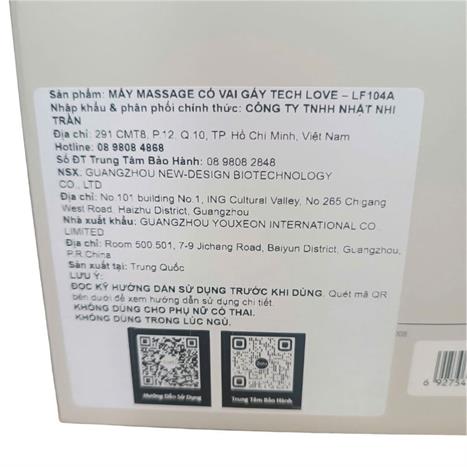 Sản phẩm: MÁY MASSAGE CỔ VAI GÁY TECH LOVE – LF104A
Nhập khẩu & phân phối chính thức: CÔNG TY TNHH NHẬT NHI
TRẦN
Địa chỉ: 291 CMT8, P.12, Q.10, TP Hồ Chí Minh, Việt Nam
Hotline: 08 9808 4868
Số ĐT Trung Tâm Bảo Hành: 08 9808 2848
NSX: GUANGZHOU NEW-DESIGN BIOTECHNOLOGY
CO., LTD
Địa chỉ: No.101 building No.1, ING Cultural Valley, No 265 Chigang
West Road, Haizhu District, Guangzhou
Nhà xuất khẩu: GUANGZHOU YOUXEON INTERNATIONAL CO.,
LIMITED
Địa chỉ: Room 500.501, 7-9 Jichang Road, Baiyun District, Guangzhou,
P.R.China
Sản xuất tại: Trung Quốc
LƯU Ý:
ĐỌC KỸ HƯỚNG DẪN SỬ DỤNG TRƯỚC KHI DÙNG. Quét mã QR
bên dưới để xem hướng dẫn sử dụng chi tiết.
KHÔNG DÙNG CHO PHỤ NỮ CÓ THAI.
KHÔNG DÙNG TRONG LÚC NGỦ.
Hướng Dẫn Sử Dụng
Trung Tâm Bảo Hành
6 92754